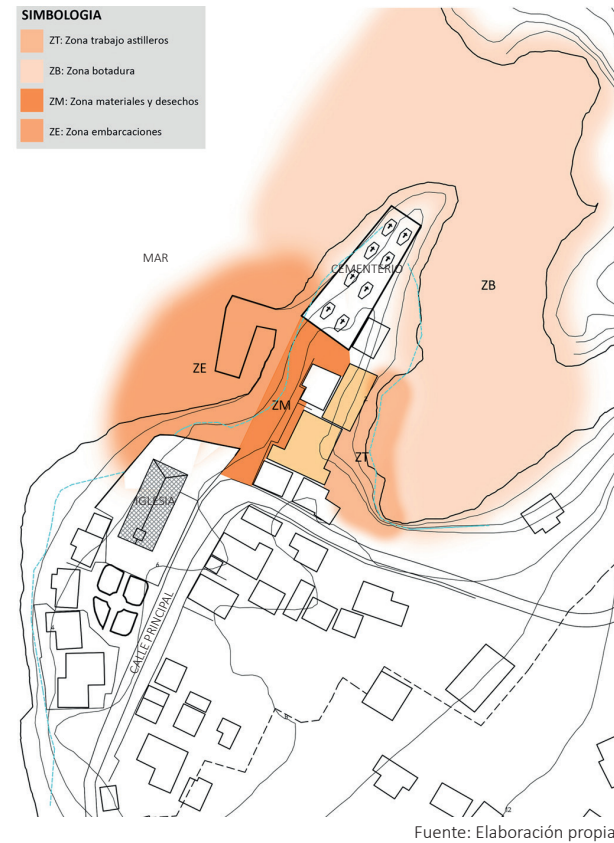 SIMBOLOGIA
ZT: Zona trabajo astilleros
ZB: Zona botadura
ZM: Zona materiales y desechos
ZE: Zona embarcaciones
MAR
CEMENTERIO
ZB
ZE
ZM
ZT
IGLESIA
CALLE PRINCIPAL
12
Fuente: Elaboración propia